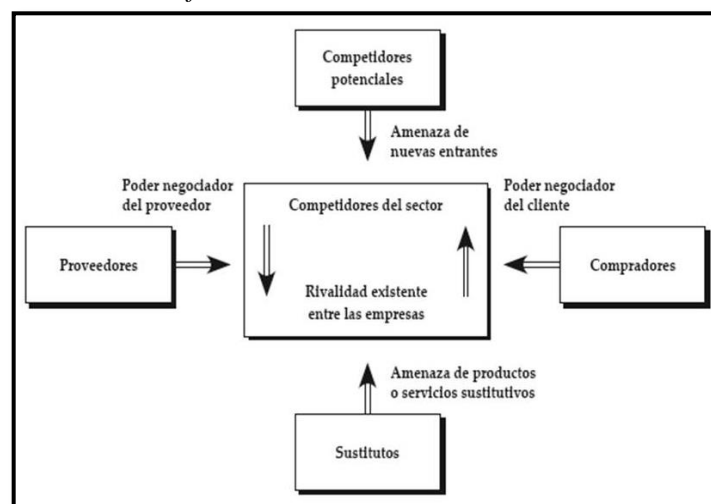 Competidores
potenciales
Amenaza de
nuevas entrantes
Poder negociador
del proveedor
Poder negociador
del cliente
Competidores del sector
Proveedores
Compradores
Rivalidad existente
entre las empresas
Amenaza de productos
o servicios sustitutivos
Sustitutos